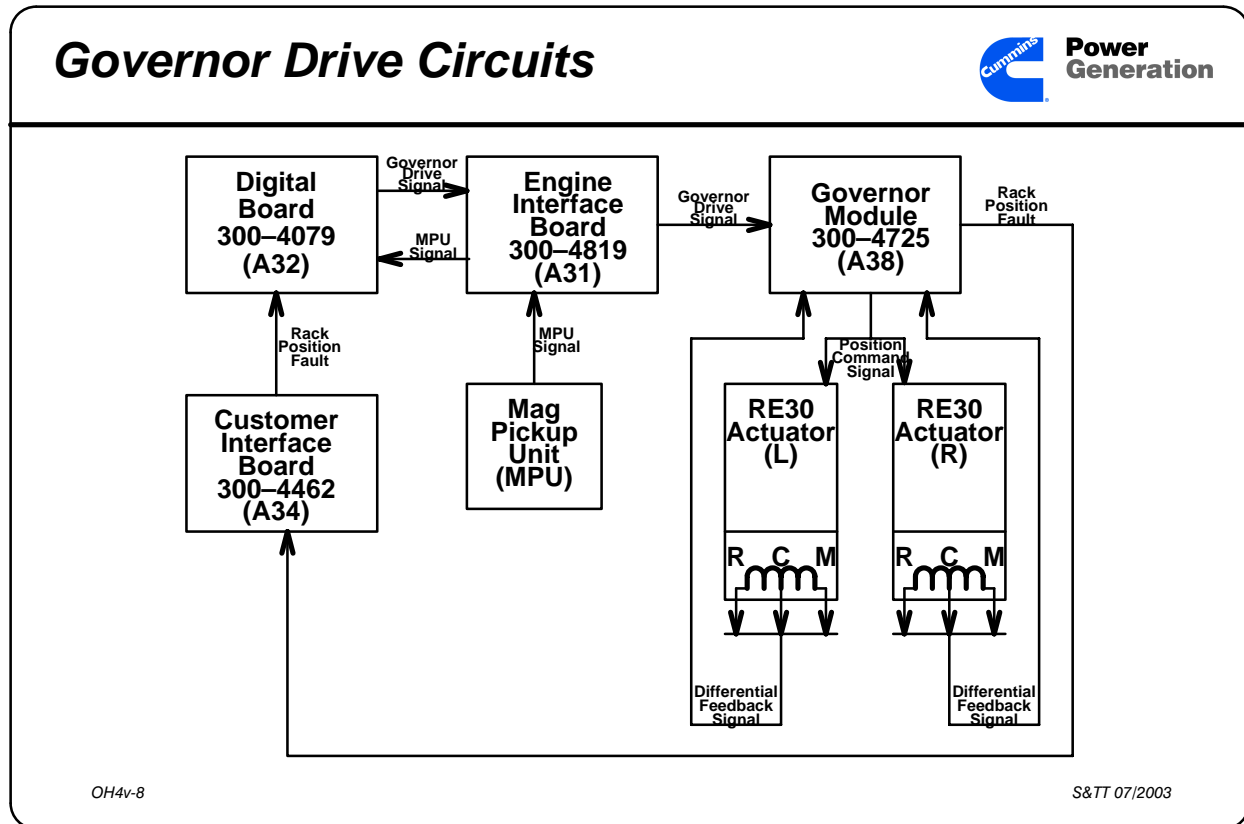 Governor Drive Circuits
Cummins
Power
Generation
Digital
Board
300–4079
(A32)
Governor
Drive
Signal
MPU
Signal
Engine
Interface
Board
300–4819
(A31)
Governor
Drive
Signal
Governor
Module
300–4725
(A38)
Rack
Position
Fault
Rack
Position
Fault
MPU
Signal
Position
Command
Signal
Customer
Interface
Board
300–4462
(A34)
Mag
Pickup
Unit
(MPU)
RE30
Actuator
(L)
RE30
Actuator
(R)
R C M
R C M
Differential
Feedback
Signal
Differential
Feedback
Signal
OH4v-8
S&TT 07/2003